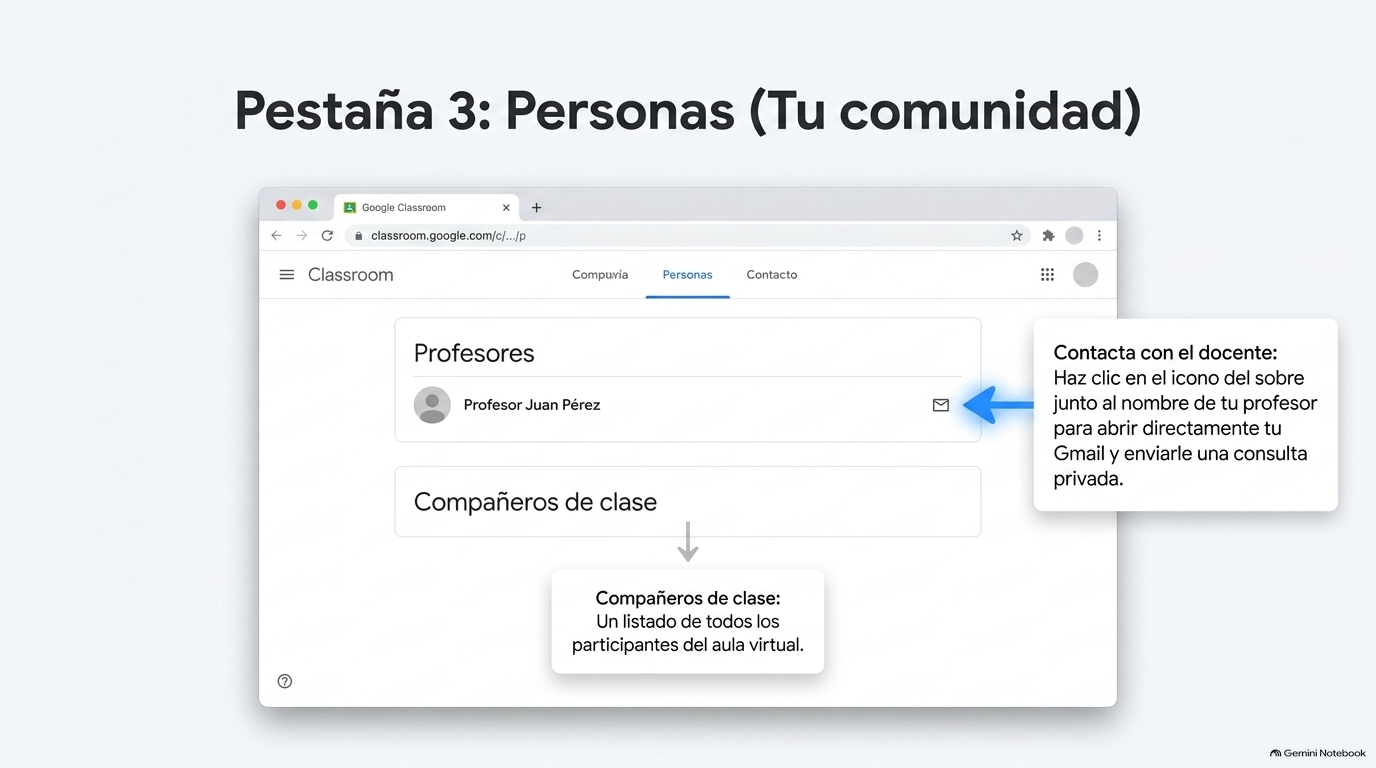 Pestaña 3: Personas (Tu comunidad)
Google Classroom
classroom.google.com/c/.../p
Classroom
Personas
Contacto
Profesores
Profesor Juan Pérez
Contacta con el docente:
Haz clic en el icono del sobre
junto al nombre de tu profesor
para abrir directamente tu
Gmail y enviarle una consulta
privada.
Compañeros de clase
Compañeros de clase:
Un listado de todos los
participantes del aula virtual.
Gemini Notebook